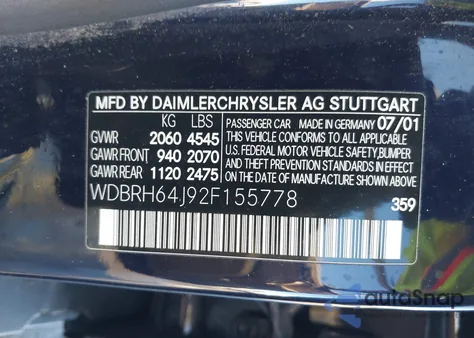 MFD BY DAIMLERCHRYSLER AG STUTTGART
KG LBS
PASSENGER CAR MADE IN GERMANY 07/01
GVWR 2060 4545
THIS VEHICLE CONFORMS TO ALL APPLICABLE
GAWR FRONT 940 2070
U.S. FEDERAL MOTOR VEHICLE SAFETY,BUMPER
AND THEFT PREVENTION STANDARDS IN EFFECT
GAWR REAR 1120 2475
ON THE DATE OF MANUFACTURE SHOWN ABOVE.
WDBRH64J92F155778 359
autoSnap